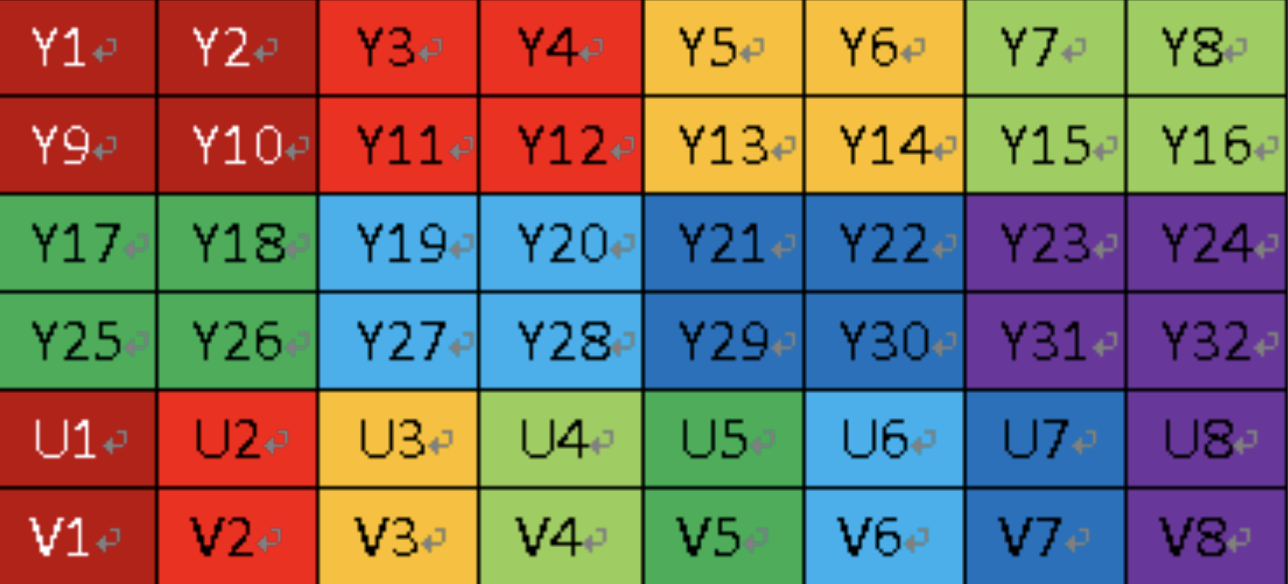 Y1 Y2 Y3 Y4 Y5 Y6 Y7 Y8
Y9 Y10 Y11 Y12 Y13 Y14 Y15 Y16
Y17 Y18 Y19 Y20 Y21 Y22 Y23 Y24
Y25 Y26 Y27 Y28 Y29 Y30 Y31 Y32
U1 U2 U3 U4 U5 U6 U7 U8
V1 V2 V3 V4 V5 V6 V7 V8